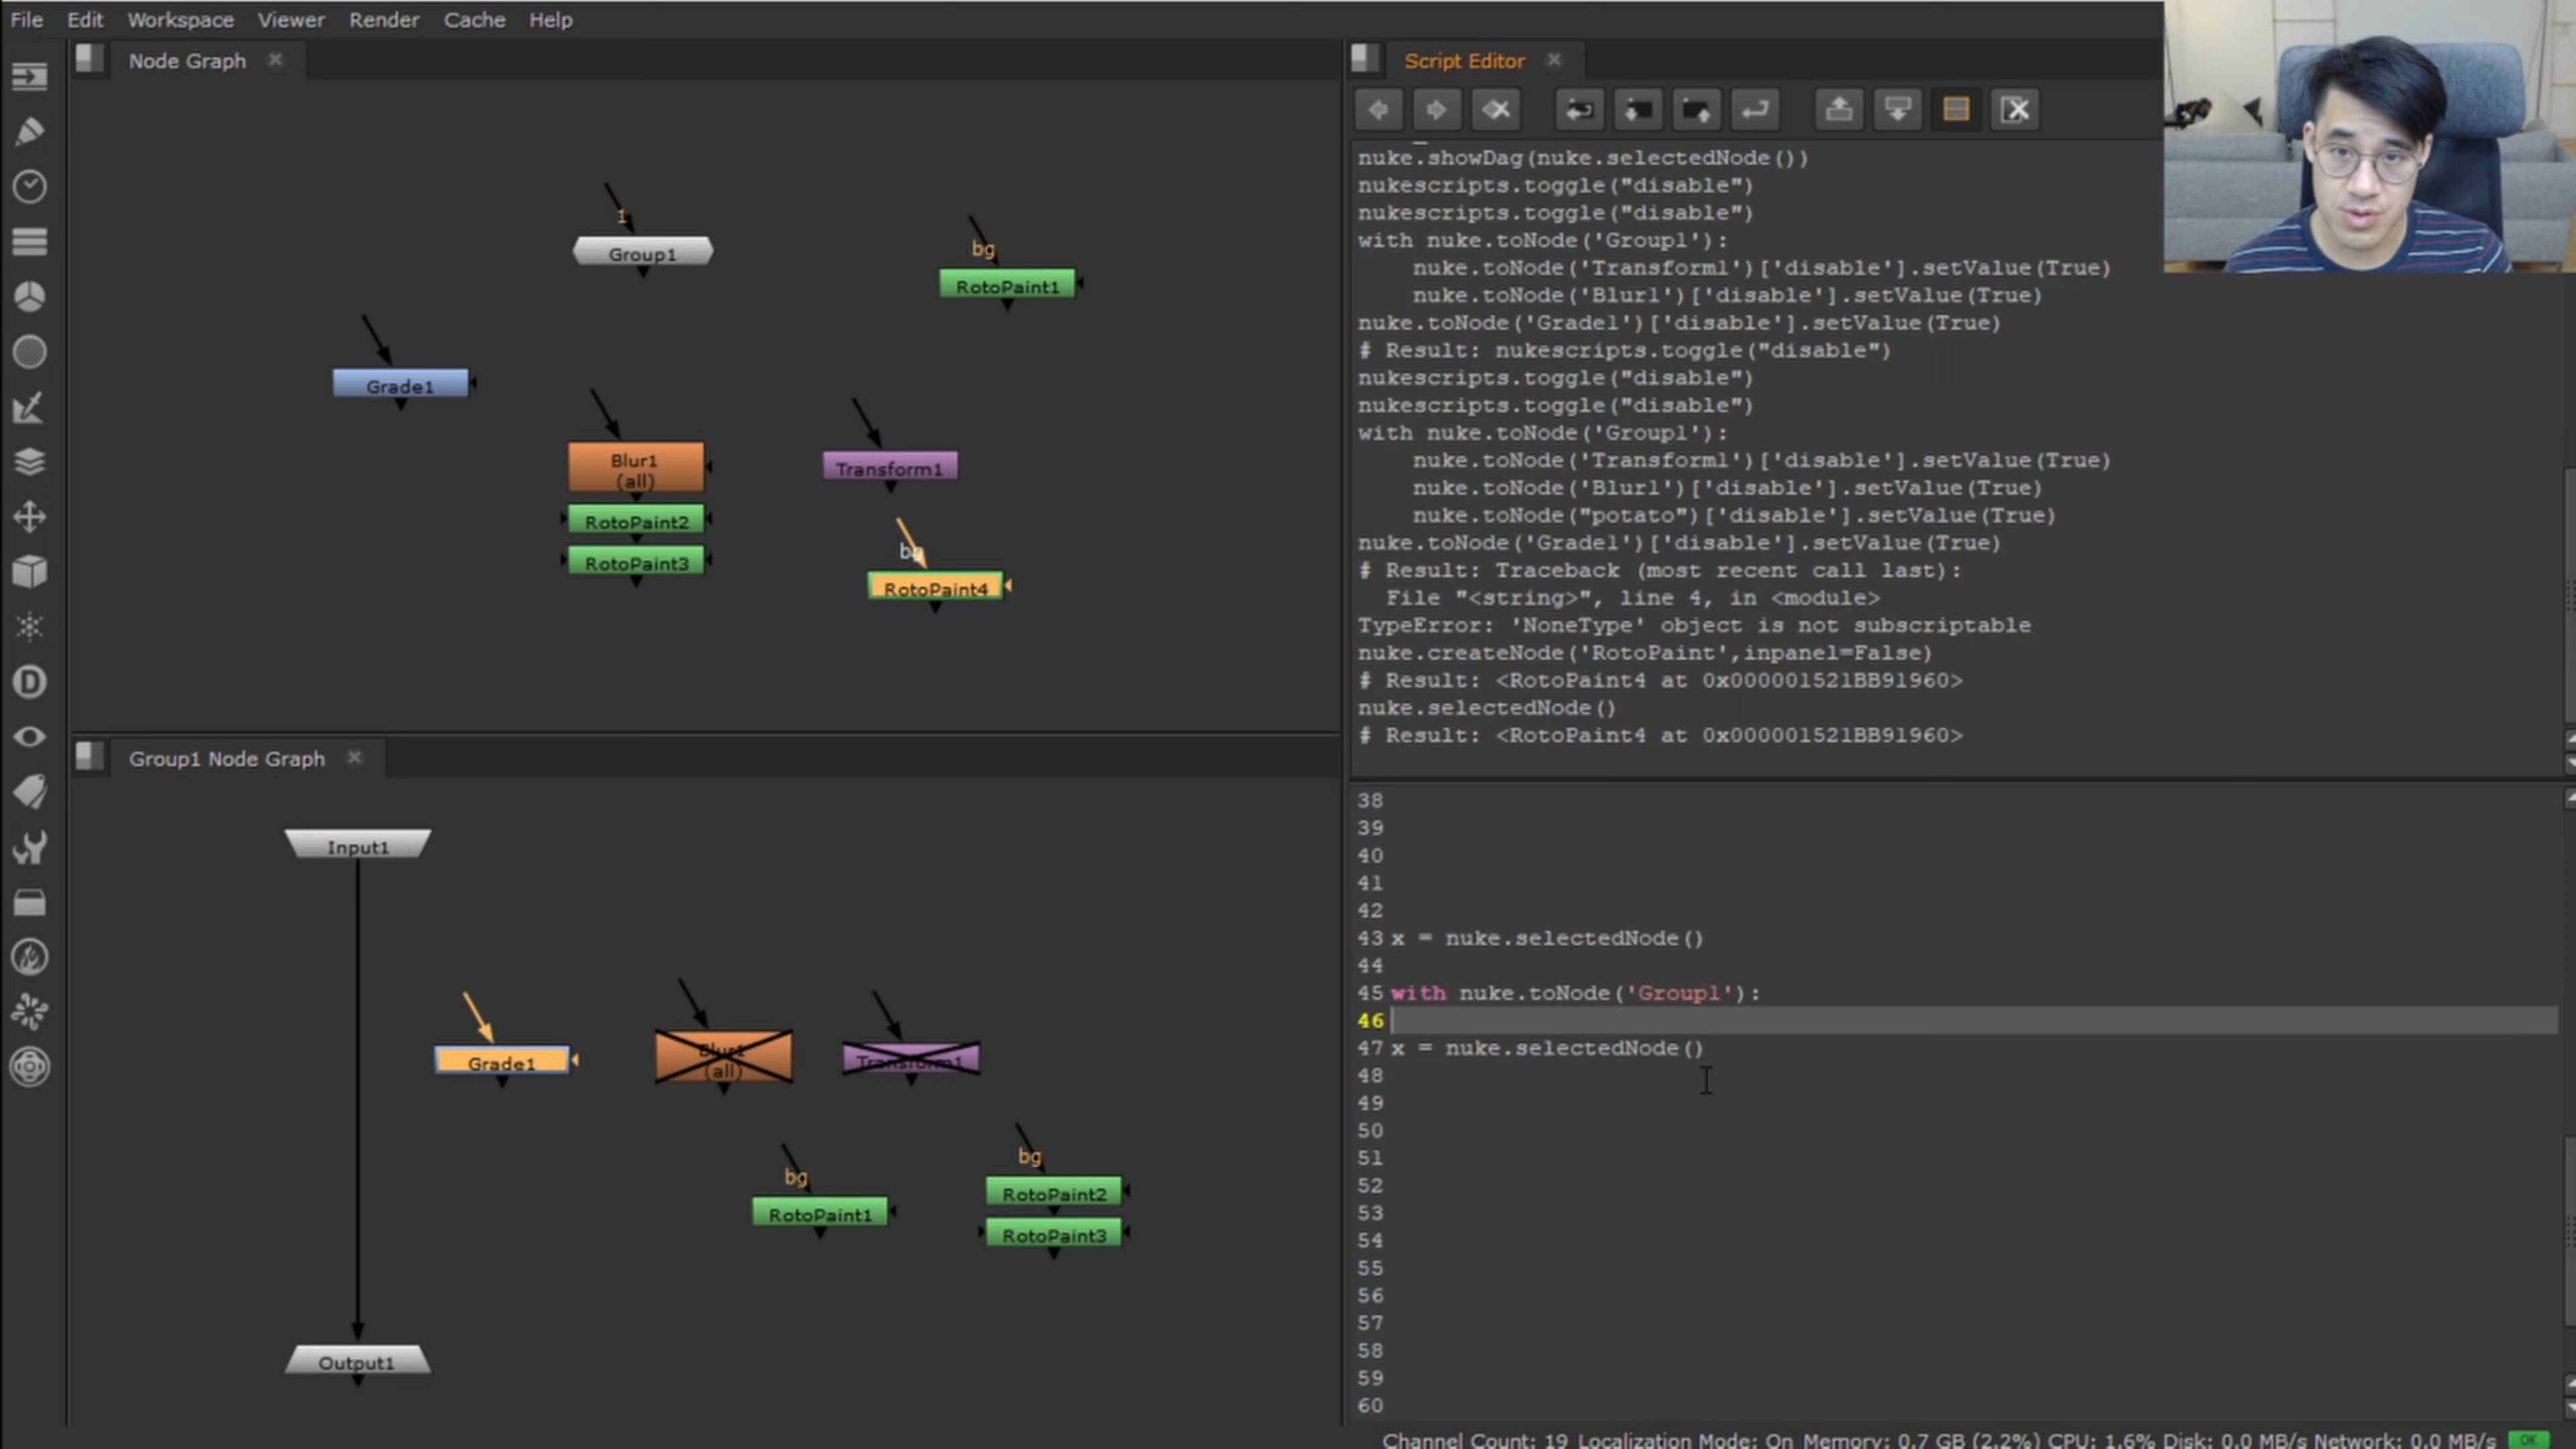 File Edit Workspace Viewer Render Cache Help
Node Graph
1
Group1
bg
RotoPaint1
Grade1
Blur1
(all)
Transform1
RotoPaint2
RotoPaint3
RotoPaint4
Group1 Node Graph
Input1
Grade1
Blur1
(all)
Transform1
bg
RotoPaint1
bg
RotoPaint2
RotoPaint3
Output1
Script Editor
nuke.showDag(nuke.selectedNode())
nukescripts.toggle("disable")
nukescripts.toggle("disable")
with nuke.toNode('Group1'):
nuke.toNode('Transform1')['disable'].setValue(True)
nuke.toNode('Blur1')['disable'].setValue(True)
nuke.toNode('Grade1')['disable'].setValue(True)
# Result: nukescripts.toggle("disable")
nukescripts.toggle("disable")
nukescripts.toggle("disable")
with nuke.toNode('Group1'):
nuke.toNode('Transform1')['disable'].setValue(True)
nuke.toNode('Blur1')['disable'].setValue(True)
nuke.toNode("potato")['disable'].setValue(True)
nuke.toNode('Grade1')['disable'].setValue(True)
# Result: Traceback (most recent call last):
File "<string>", line 4, in <module>
TypeError: 'NoneType' object is not subscriptable
nuke.createNode('RotoPaint',inpanel=False)
# Result: <RotoPaint4 at 0x000001521BB91960>
nuke.selectedNode()
# Result: <RotoPaint4 at 0x000001521BB91960>
38
39
40
41
42
43 x = nuke.selectedNode()
44
45 with nuke.toNode('Group1'):
46
47 x = nuke.selectedNode()
48
49
50
51
52
53
54
55
56
57
58
59
60
Channel Count: 19 Localization Mode: On Memory: 0.7 GB (2.2%) CPU: 1.6% Disk: 0.0 MB/s Network: 0.0 MB/s OK